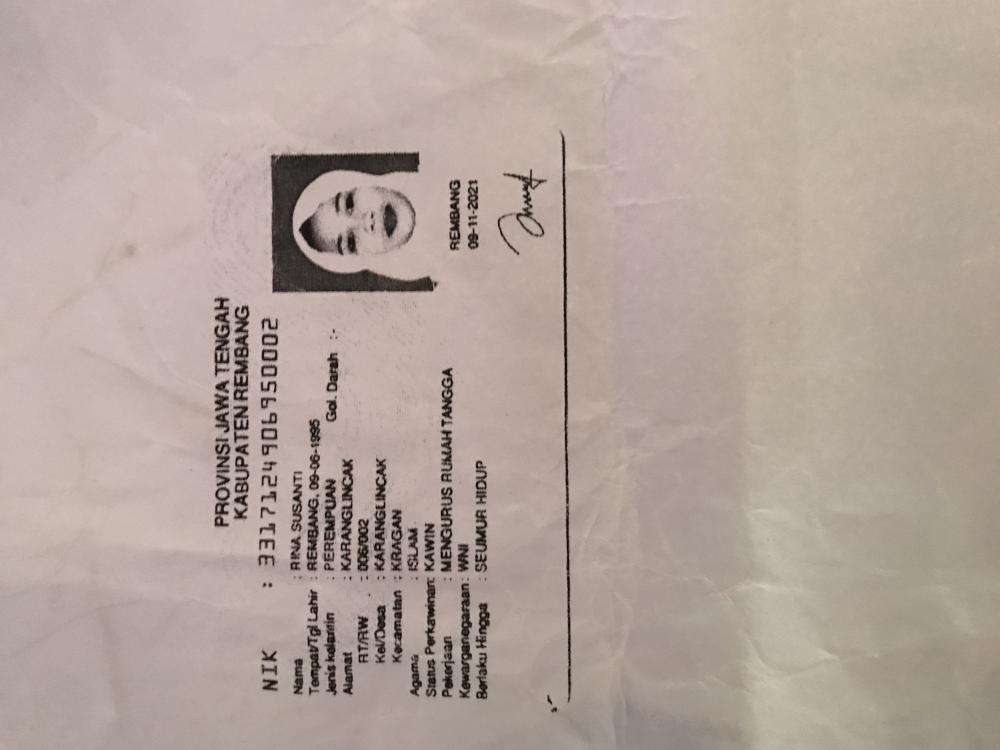 PROVINSI JAWA TENGAH
KABUPATEN REMBANG
NIK : 3317124906950002
Nama : RINA SUSANTI
Tempat/Tgl Lahir : REMBANG, 09-06-1995
Jenis kelamin : PEREMPUAN Gol. Darah :-
Alamat : KARANGLINCAK
RT/RW : 006/002
Kel/Desa : KARANGLINCAK
Kecamatan : KRAGAN
Agama : ISLAM
Status Perkawinan: KAWIN
Pekerjaan : MENGURUS RUMAH TANGGA
Kewarganegaraan: WNI
Berlaku Hingga : SEUMUR HIDUP
REMBANG
09-11-2021